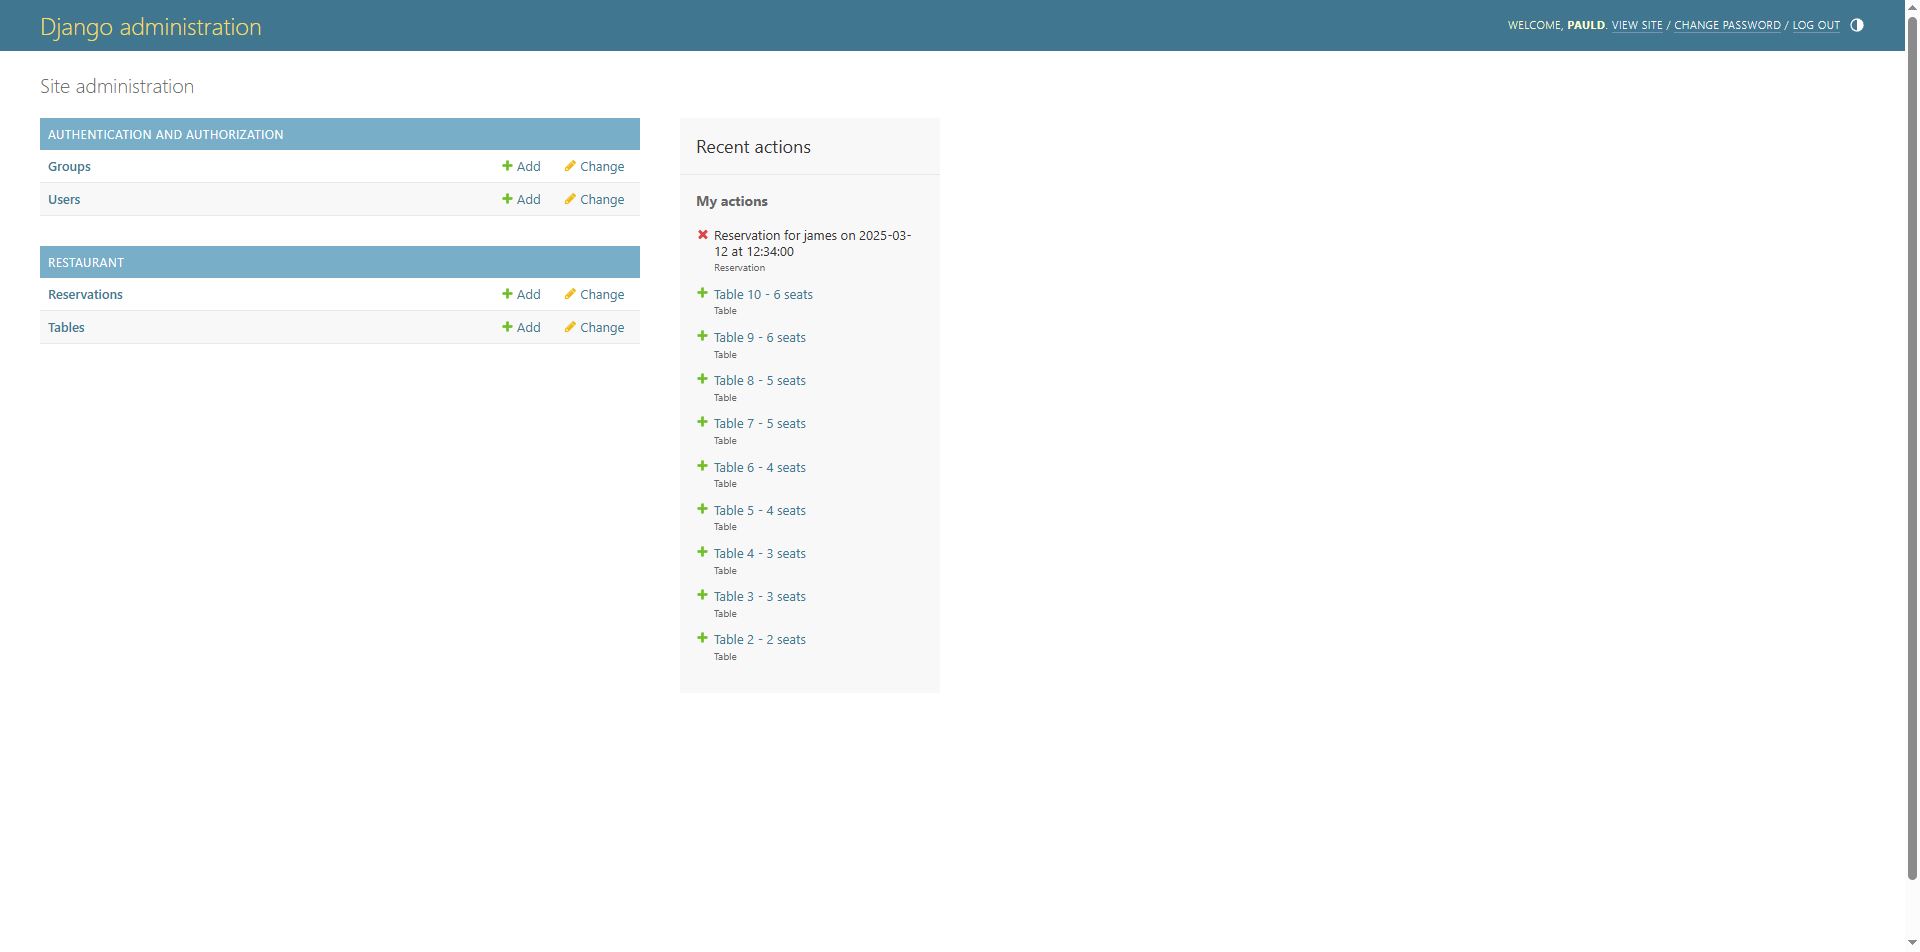 Django administration
WELCOME, PAULD. VIEW SITE / CHANGE PASSWORD / LOG OUT
Site administration
AUTHENTICATION AND AUTHORIZATION
Groups Add Change
Users Add Change
RESTAURANT
Reservations Add Change
Tables Add Change
Recent actions
My actions
Reservation for james on 2025-03-
12 at 12:34:00
Reservation
Table 10 - 6 seats
Table
Table 9 - 6 seats
Table
Table 8 - 5 seats
Table
Table 7 - 5 seats
Table
Table 6 - 4 seats
Table
Table 5 - 4 seats
Table
Table 4 - 3 seats
Table
Table 3 - 3 seats
Table
Table 2 - 2 seats
Table